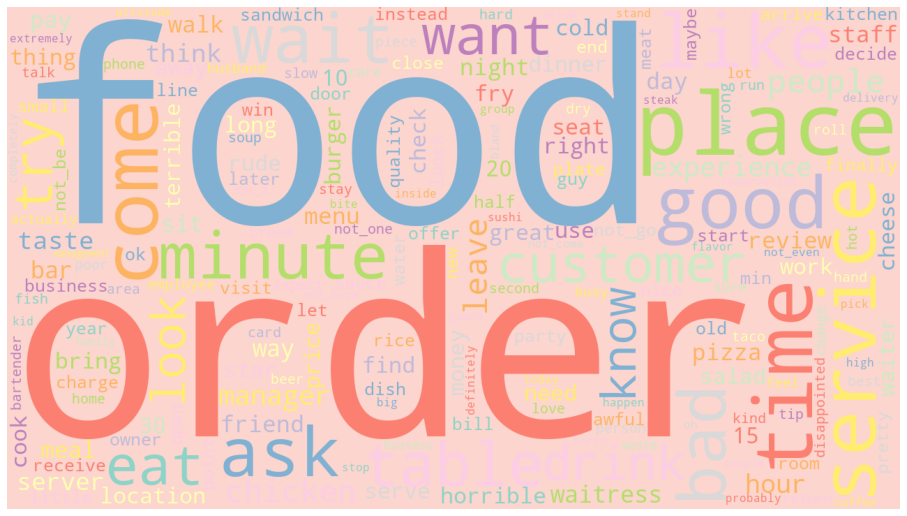 extremely
pay
walk
sandwich
instead
hard
stand
arrive
kitchen
thing
think
wait
want
cold
end
like
maybe
staff
talk
phone
piece
close
night
dinner
meat
decide
line
slow
10
door
fry
day
people
lot
run
food
place
wrong
steak
delivery
try
not_be
come
terrible
win
long
soup
rude
later
burger
quality
check
group
dry
seat
right
20
plate
guy
experience
roll
finally
actually
sit
stay
bite
menu
inside
not_one
half
sushi
great
use
not_go
good
start
flavor
review
hot
cheese
taste
ok
minute
offer
leave
new
customer
not_even
work
min
hand
service
bar
poor
business
fish
area
employee
visit
water
second
know
time
pick
order
look
let
card
way
price
rice
find
money
party
old
taco
pizza
high
best
waiter
kid
year
bring
charge
home
manager
beer
dish
big
definitely
need
love
happen
awful
salad
kind
tip
15
disappointed
pretty
cook
bartender
30
meal
owner
friend
bill
bad
receive
server
eat
ask
stop
table
drink
room
hour
location
chicken
serve
horrible
waitress
probably